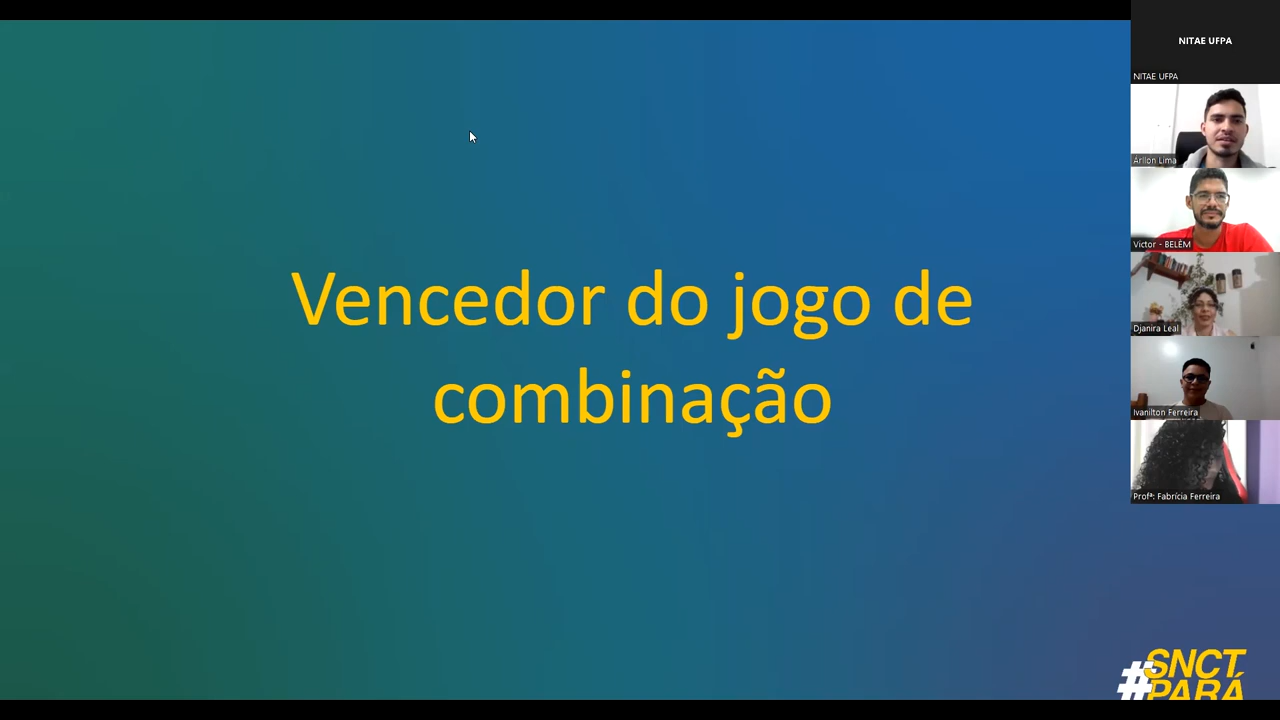 Vencedor do jogo de
combinação
NITAE UFPA
NITAE UFPA
Árllon Lima
Victor - BELÉM
Djanira Leal
Ivanilton Ferreira
Profª: Fabrícia Ferreira
#SNCT
PARÁ